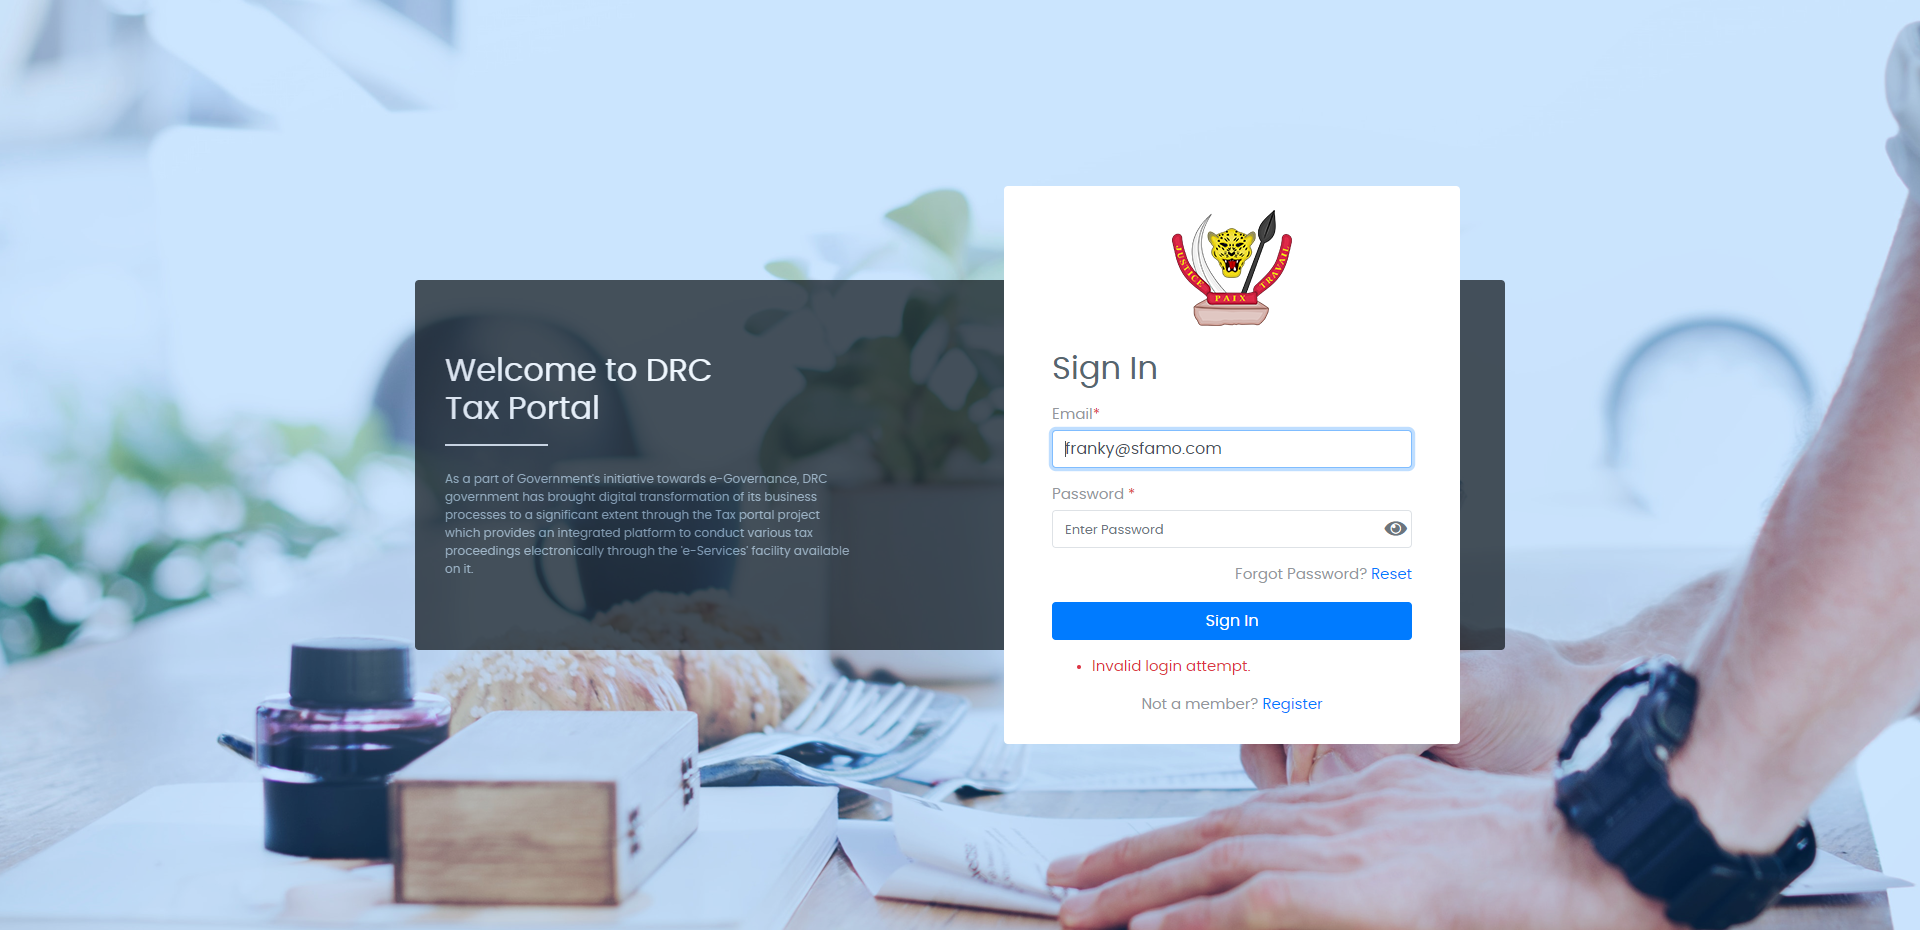 Welcome to DRC
Tax Portal
As a part of Government's initiative towards e-Governance, DRC
government has brought digital transformation of its business
processes to a significant extent through the Tax portal project
which provides an integrated platform to conduct various tax
proceedings electronically through the 'e-Services' facility available
on it.
JUSTICE PAIX TRAVAIL
Sign In
Email*
franky@sfamo.com
Password *
Enter Password
Forgot Password? Reset
Sign In
• Invalid login attempt.
Not a member? Register